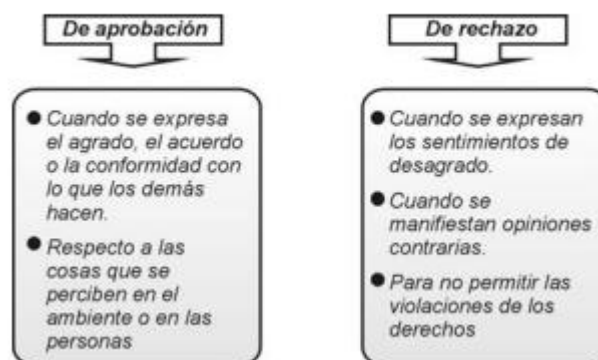 De aprobación
● Cuando se expresa
el agrado, el acuerdo
o la conformidad con
lo que los demás
hacen.
● Respecto a las
cosas que se
perciben en el
ambiente o en las
personas
De rechazo
● Cuando se expresan
los sentimientos de
desagrado.
● Cuando se
manifiestan opiniones
contrarias.
● Para no permitir las
violaciones de los
derechos